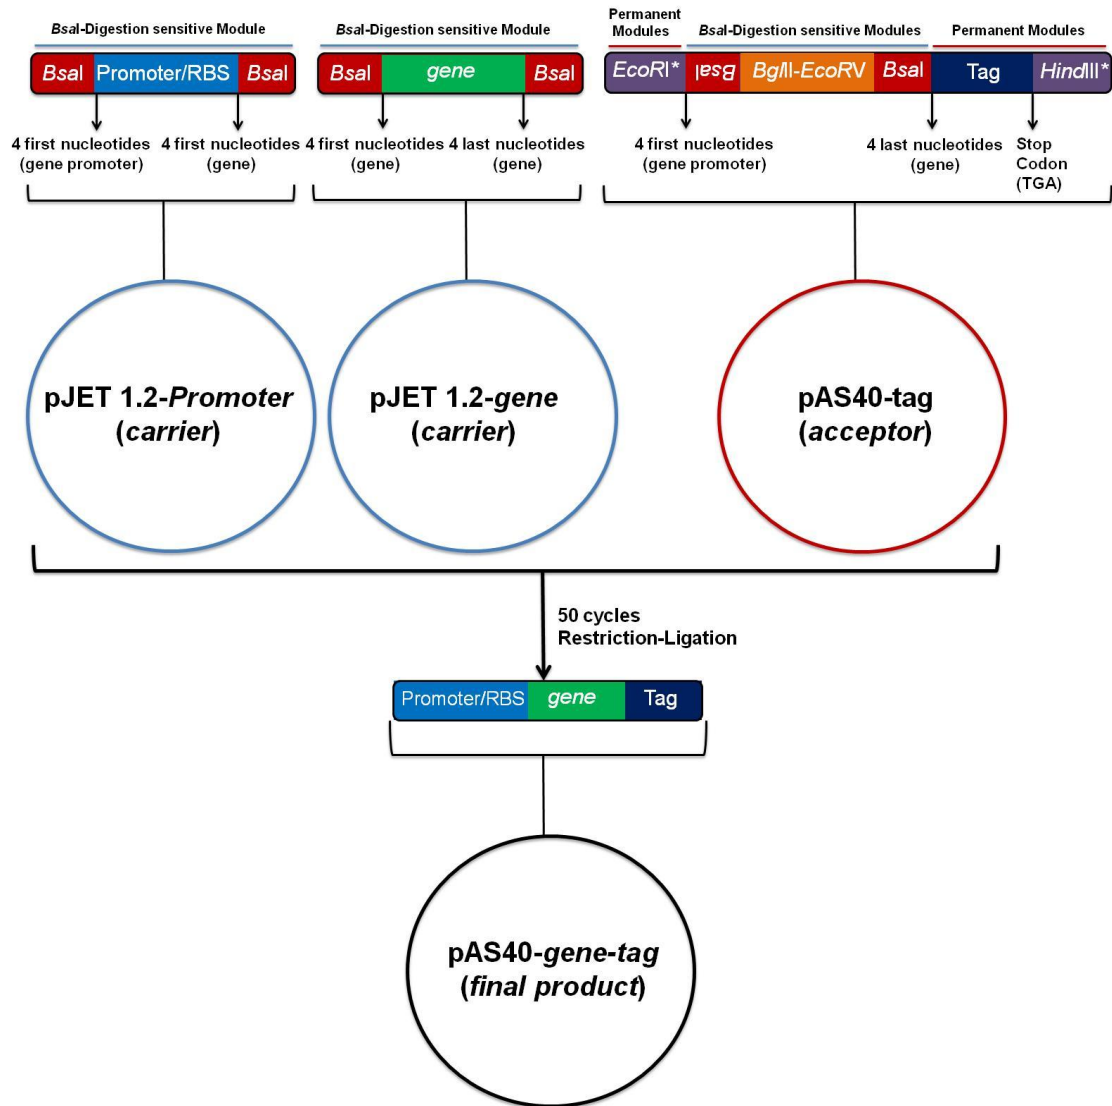 BsaI-Digestion sensitive Module
BsaI Promoter/RBS BsaI
4 first nucleotides
(gene promoter)
4 first nucleotides
(gene)
BsaI-Digestion sensitive Module
BsaI gene BsaI
4 first nucleotides
(gene)
4 last nucleotides
(gene)
Permanent
Modules
BsaI-Digestion sensitive Modules
Permanent Modules
EcoRI* BsaI BglII-EcoRV BsaI Tag HindIII*
4 first nucleotides
(gene promoter)
4 last nucleotides
(gene)
Stop
Codon
(TGA)
pJET 1.2-Promoter
(carrier)
pJET 1.2-gene
(carrier)
pAS40-tag
(acceptor)
50 cycles
Restriction-Ligation
Promoter/RBS gene Tag
pAS40-gene-tag
(final product)